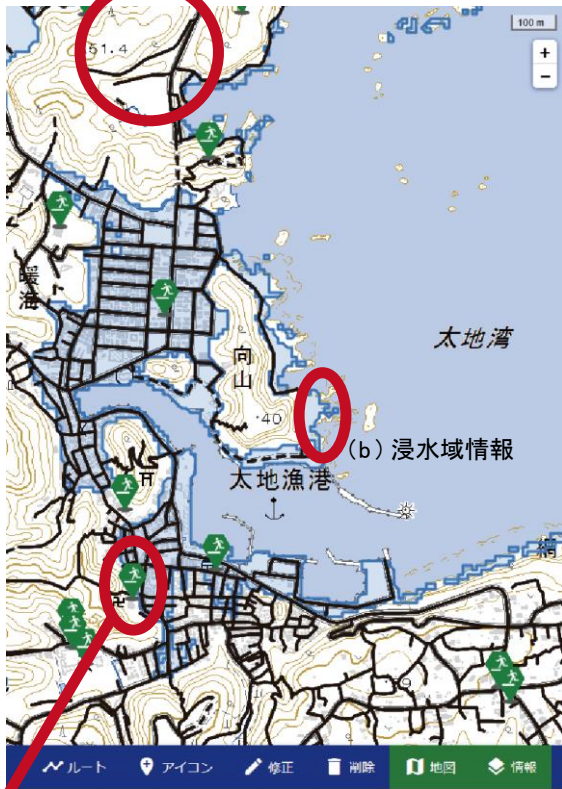 100 m
+
−
51.4
暖海
向山
·40
太地湾
(b) 浸水域情報
太地漁港
ルート アイコン 修正 削除 地図 情報